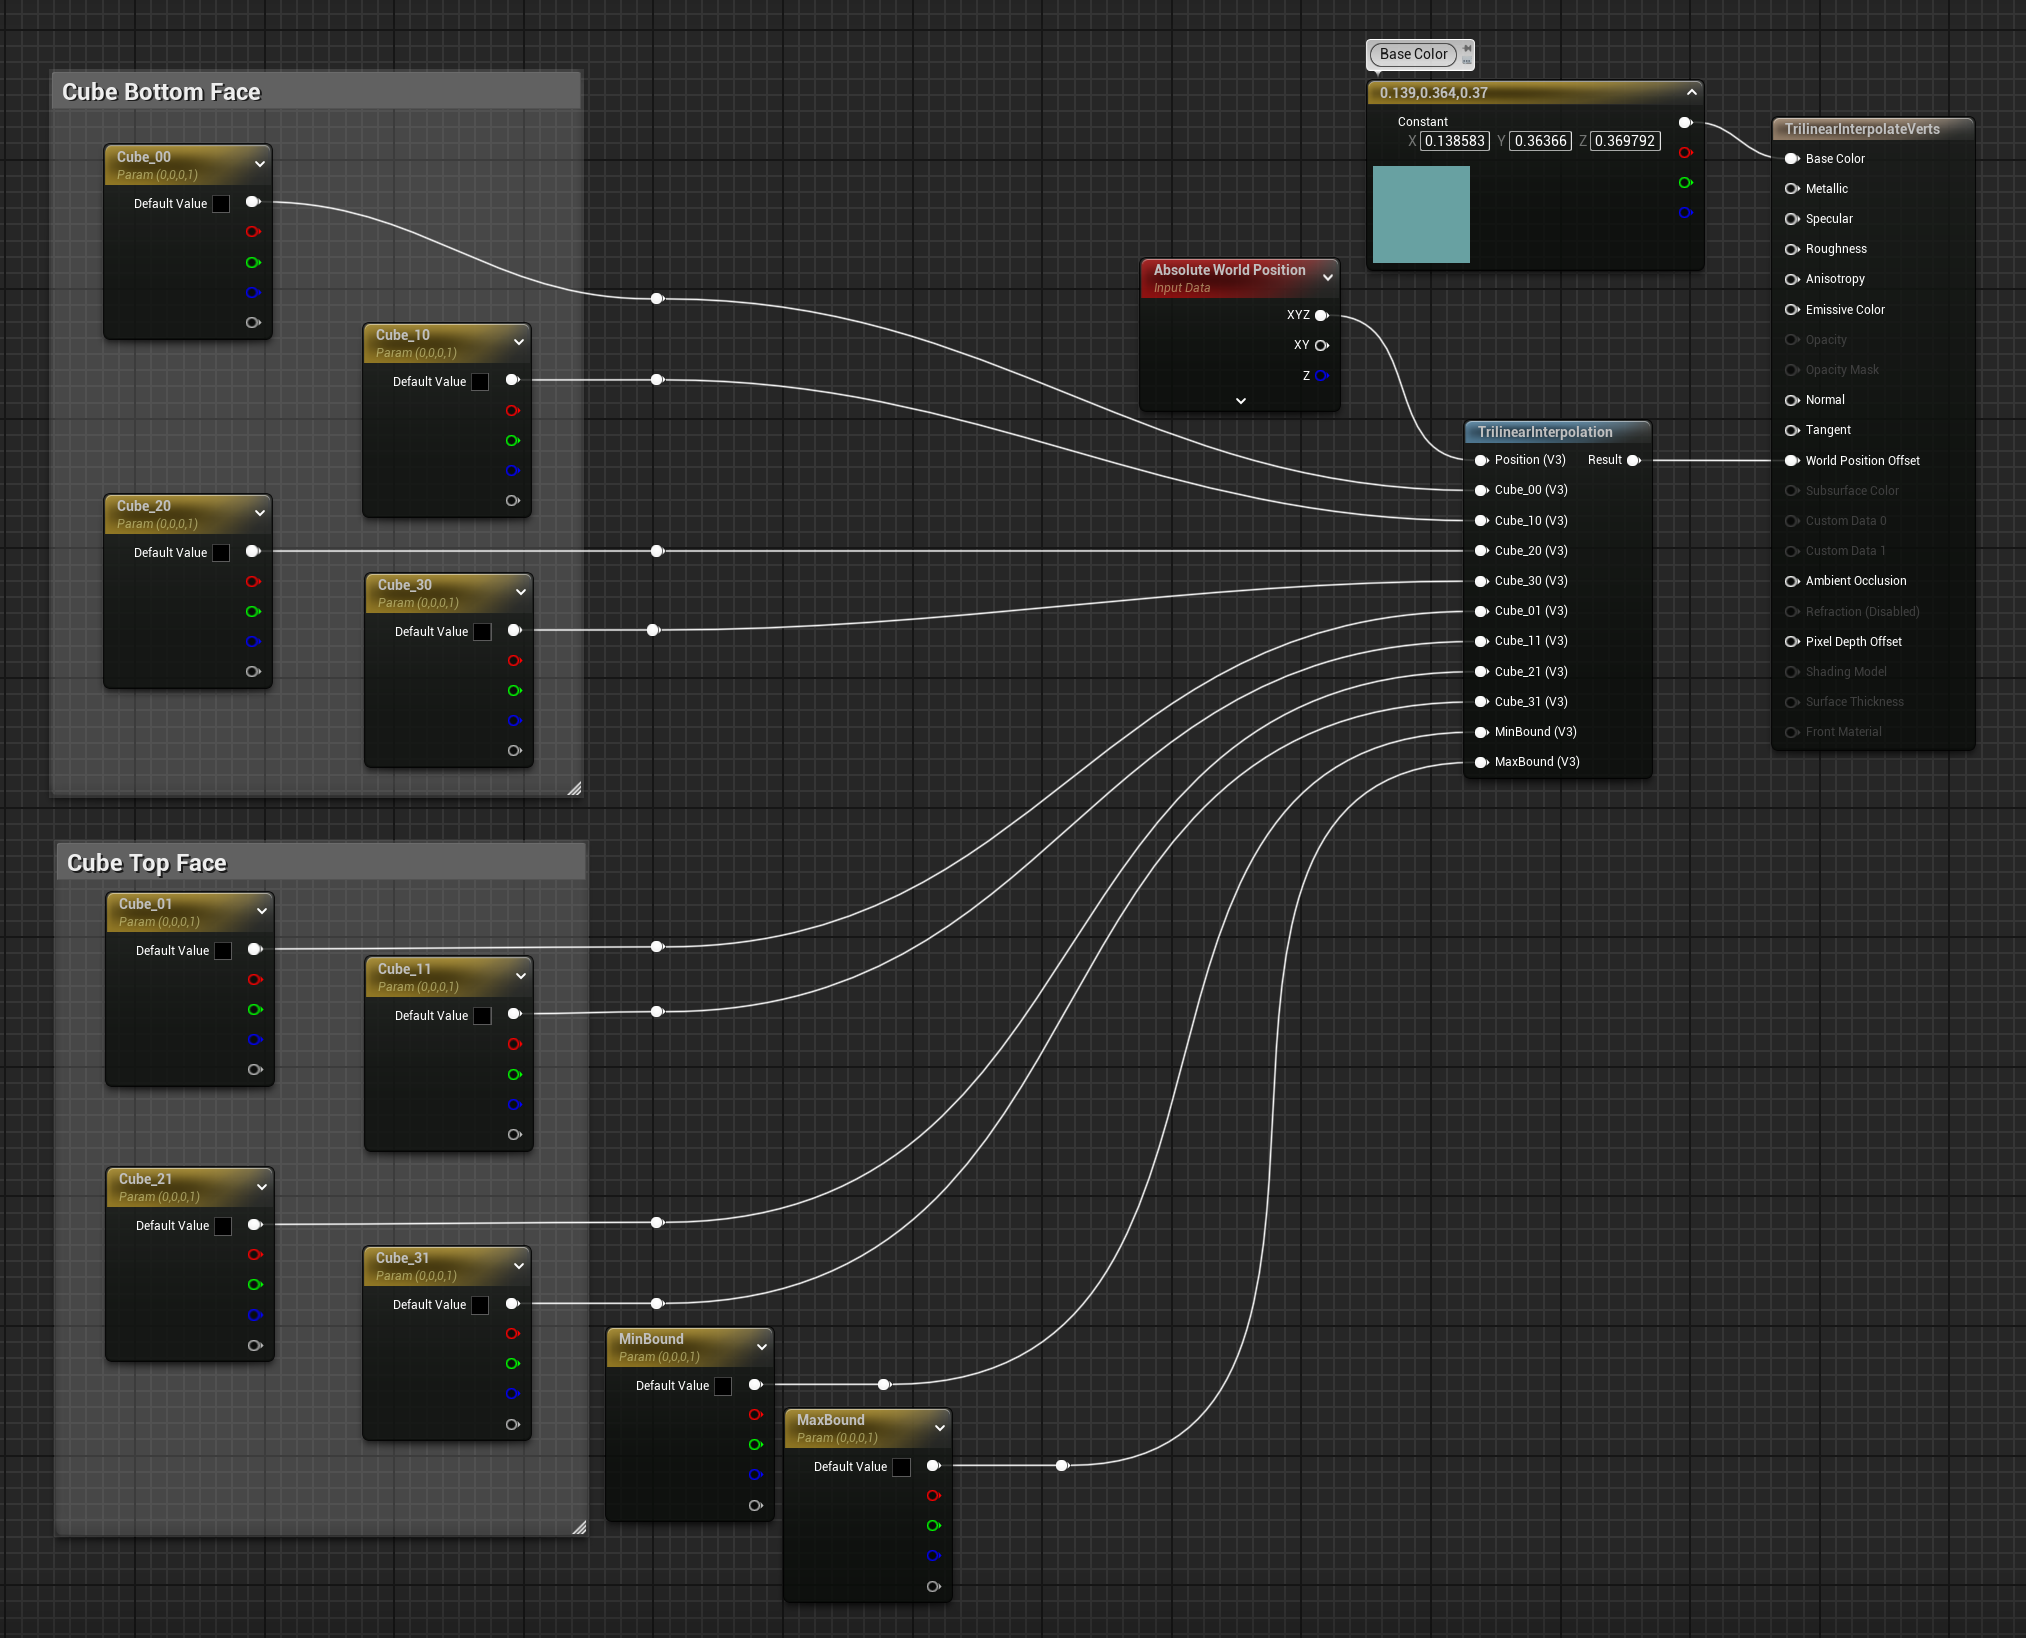 Cube Bottom Face
Cube_00
Param (0,0,0,1)
Default Value
Cube_10
Param (0,0,0,1)
Default Value
Cube_20
Param (0,0,0,1)
Default Value
Cube_30
Param (0,0,0,1)
Default Value
Cube Top Face
Cube_01
Param (0,0,0,1)
Default Value
Cube_11
Param (0,0,0,1)
Default Value
Cube_21
Param (0,0,0,1)
Default Value
Cube_31
Param (0,0,0,1)
Default Value
MinBound
Param (0,0,0,1)
Default Value
MaxBound
Param (0,0,0,1)
Default Value
Base Color
0.139,0.364,0.37
Constant
X 0.138583 Y 0.36366 Z 0.369792
Absolute World Position
Input Data
XYZ
XY
Z
TrilinearInterpolation
Position (V3) Result
Cube_00 (V3)
Cube_10 (V3)
Cube_20 (V3)
Cube_30 (V3)
Cube_01 (V3)
Cube_11 (V3)
Cube_21 (V3)
Cube_31 (V3)
MinBound (V3)
MaxBound (V3)
TrilinearInterpolateVerts
Base Color
Metallic
Specular
Roughness
Anisotropy
Emissive Color
Opacity
Opacity Mask
Normal
Tangent
World Position Offset
Subsurface Color
Custom Data 0
Custom Data 1
Ambient Occlusion
Refraction (Disabled)
Pixel Depth Offset
Shading Model
Surface Thickness
Front Material